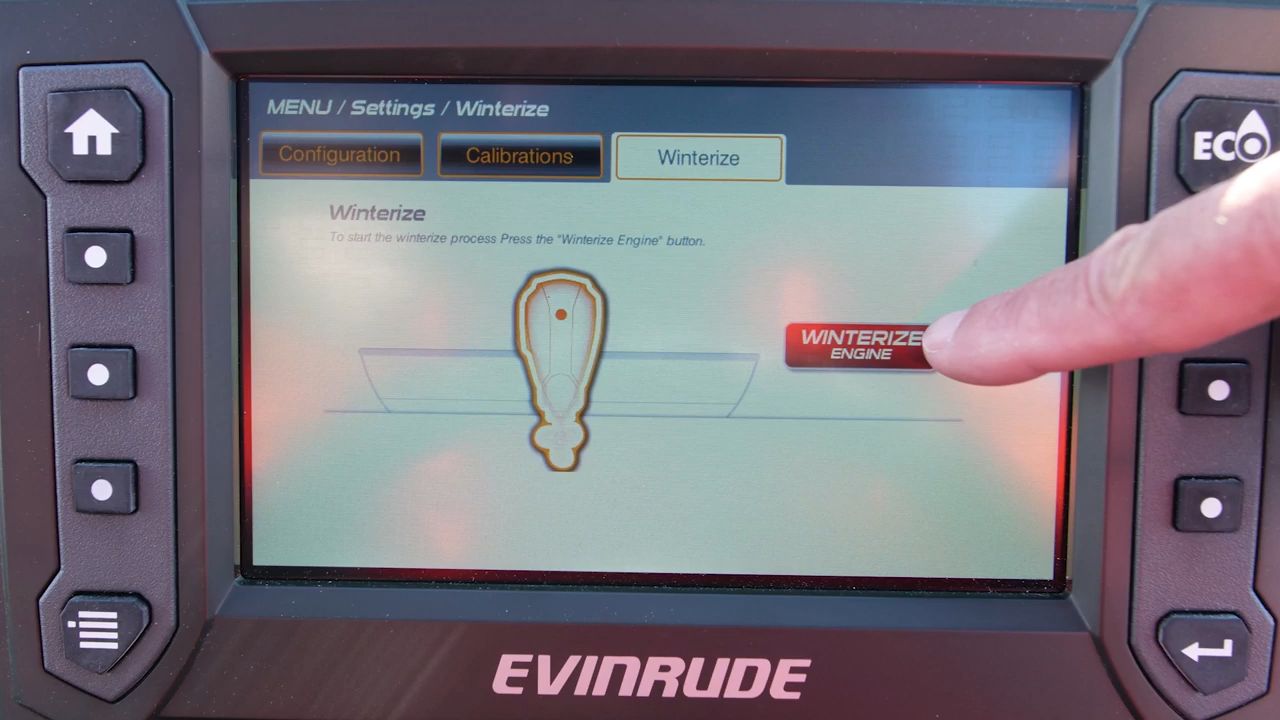 MENU / Settings / Winterize
Configuration
Calibrations
Winterize
ECO
Winterize
To start the winterize process Press the "Winterize Engine" button.
WINTERIZE
ENGINE
EVINRUDE